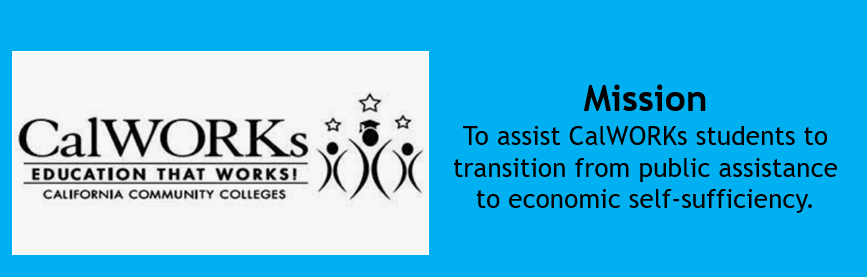 CalWORKs
EDUCATION THAT WORKS!
CALIFORNIA COMMUNITY COLLEGES
Mission
To assist CalWORKs students to
transition from public assistance
to economic self-sufficiency.